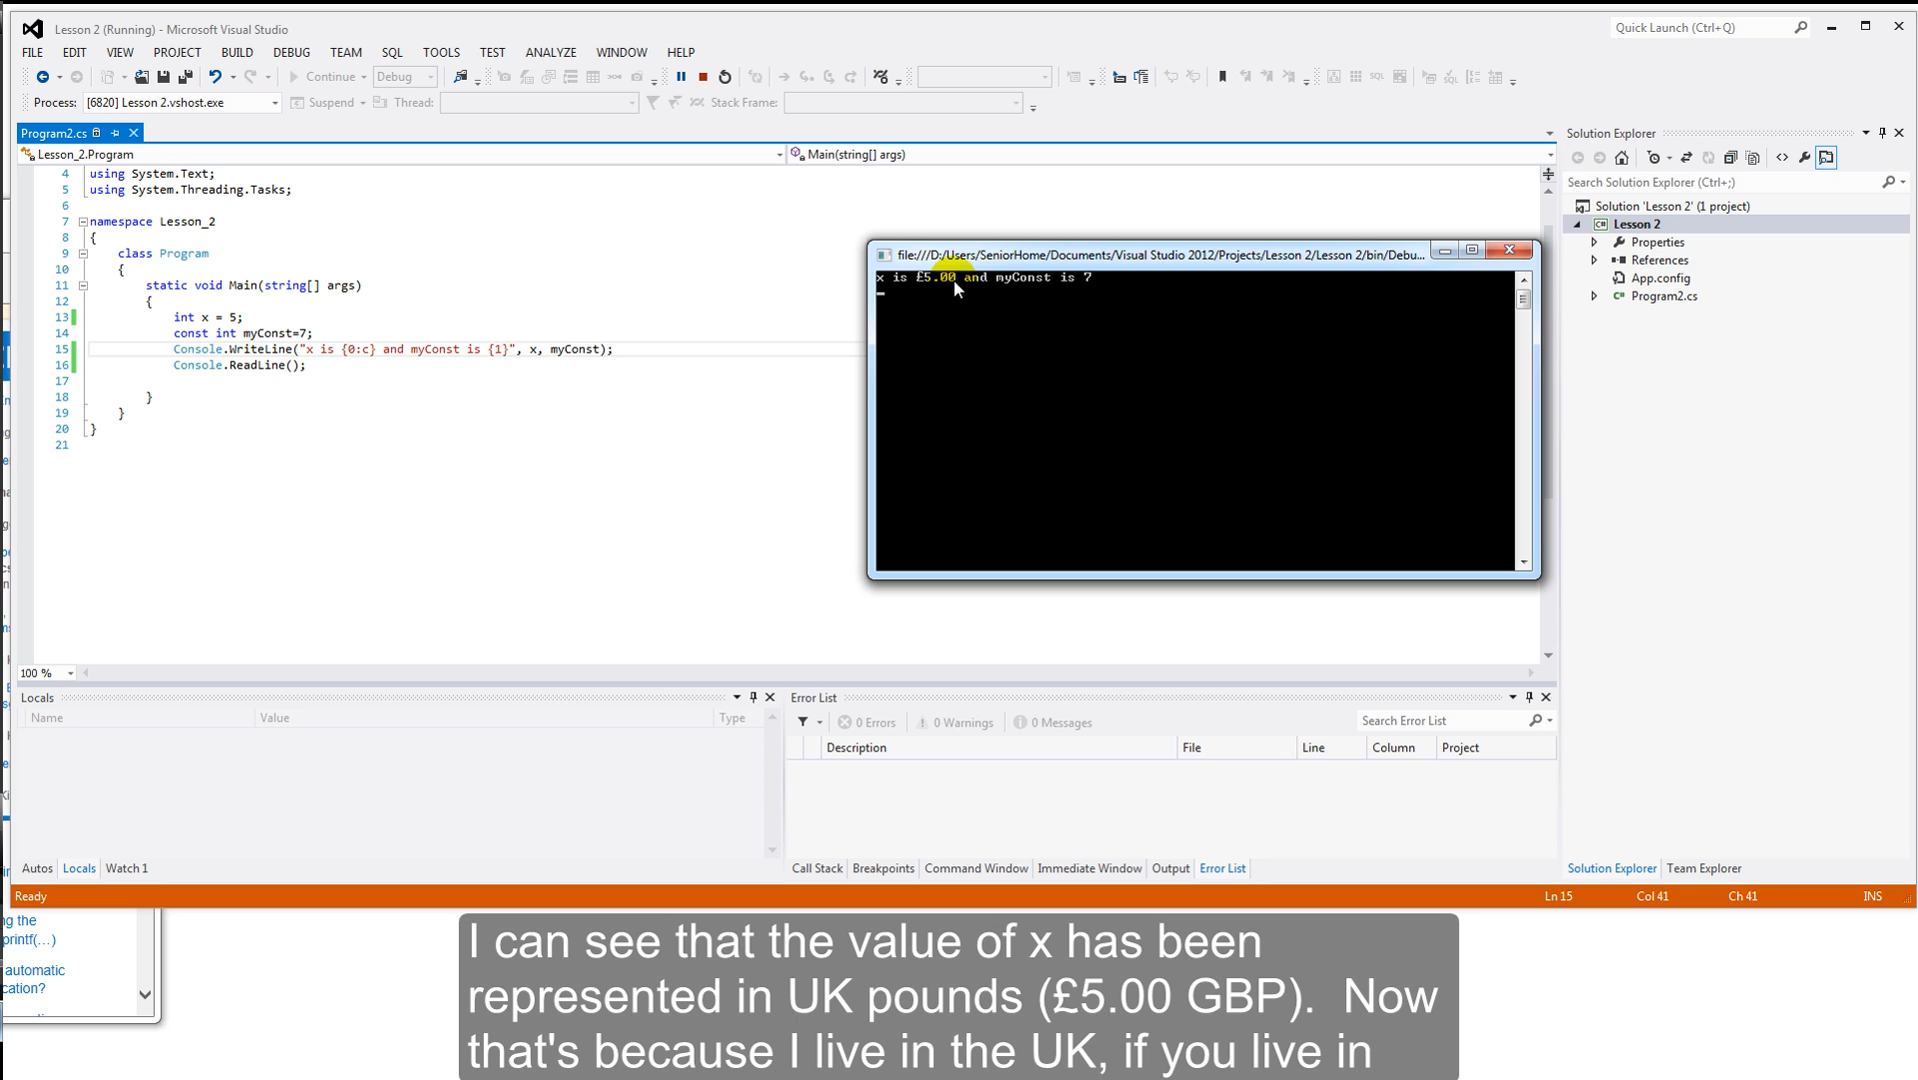 Lesson 2 (Running) - Microsoft Visual Studio
Quick Launch (Ctrl+Q)
FILE EDIT VIEW PROJECT BUILD DEBUG TEAM SQL TOOLS TEST ANALYZE WINDOW HELP
Continue Debug
Process: [6820] Lesson 2.vshost.exe Suspend Thread: Stack Frame:
Program2.cs
Lesson_2.Program
Main(string[] args)
4 using System.Text;
5 using System.Threading.Tasks;
6
7 namespace Lesson_2
8 {
9 class Program
10 {
11 static void Main(string[] args)
12 {
13 int x = 5;
14 const int myConst=7;
15 Console.WriteLine("x is {0:c} and myConst is {1}", x, myConst);
16 Console.ReadLine();
17
18 }
19 }
20 }
21
100 %
file:///D:/Users/SeniorHome/Documents/Visual Studio 2012/Projects/Lesson 2/Lesson 2/bin/Debu...
x is £5.00 and myConst is 7
Solution Explorer
Search Solution Explorer (Ctrl+;)
Solution 'Lesson 2' (1 project)
Lesson 2
Properties
References
App.config
Program2.cs
Locals
Name Value Type
Autos Locals Watch 1
Error List
0 Errors 0 Warnings 0 Messages Search Error List
Description File Line Column Project
Call Stack Breakpoints Command Window Immediate Window Output Error List
Solution Explorer Team Explorer
Ready Ln 15 Col 41 Ch 41 INS
ng the
printf(...)
automatic
cation?
I can see that the value of x has been
represented in UK pounds (£5.00 GBP). Now
that's because I live in the UK, if you live in